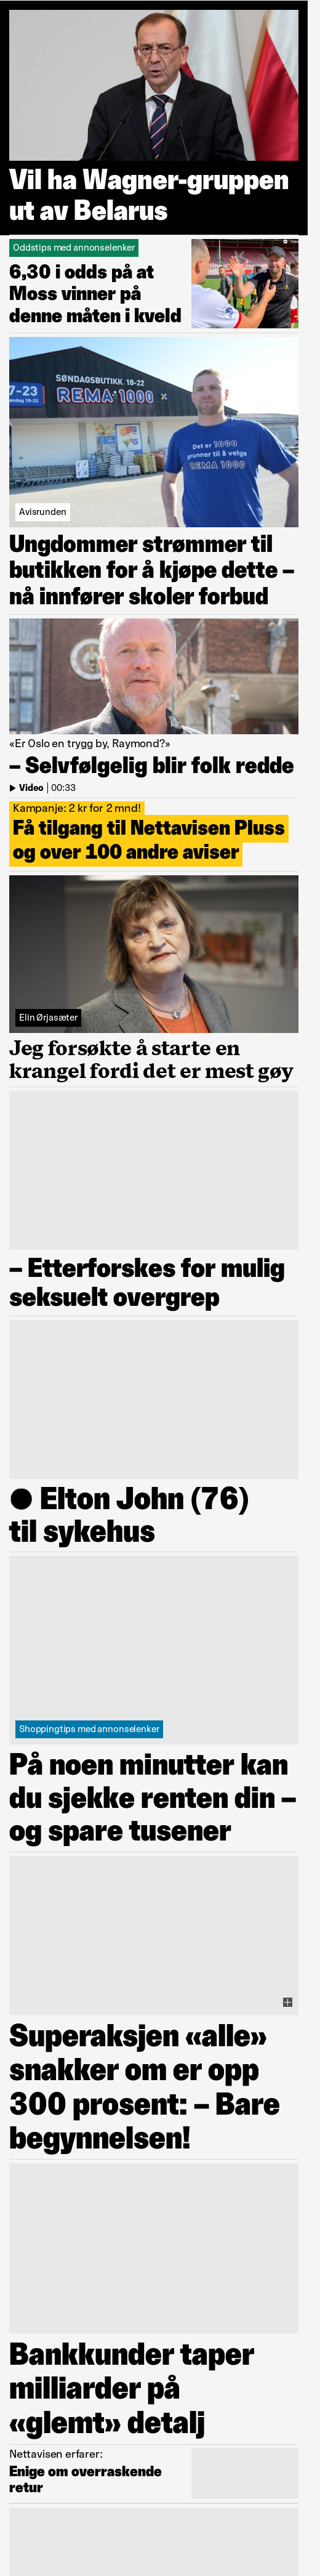 Vil ha Wagner-gruppen
ut av Belarus
Oddstips med annonselenker
6,30 i odds på at
Moss vinner på
denne måten i kveld
7-23
SØNDAGSBUTIKK 10-22
REMA 1000
Det er 1000
grunner til å velge
REMA 1000
Avisrunden
Ungdommer strømmer til
butikken for å kjøpe dette –
nå innfører skoler forbud
«Er Oslo en trygg by, Raymond?»
– Selvfølgelig blir folk redde
Video | 00:33
Kampanje: 2 kr for 2 mnd!
Få tilgang til Nettavisen Pluss
og over 100 andre aviser
Elin Ørjasæter
Jeg forsøkte å starte en
krangel fordi det er mest gøy
– Etterforskes for mulig
seksuelt overgrep
● Elton John (76)
til sykehus
Shoppingtips med annonselenker
På noen minutter kan
du sjekke renten din –
og spare tusener
Superaksjen «alle»
snakker om er opp
300 prosent: – Bare
begynnelsen!
Bankkunder taper
milliarder på
«glemt» detalj
Nettavisen erfarer:
Enige om overraskende
retur